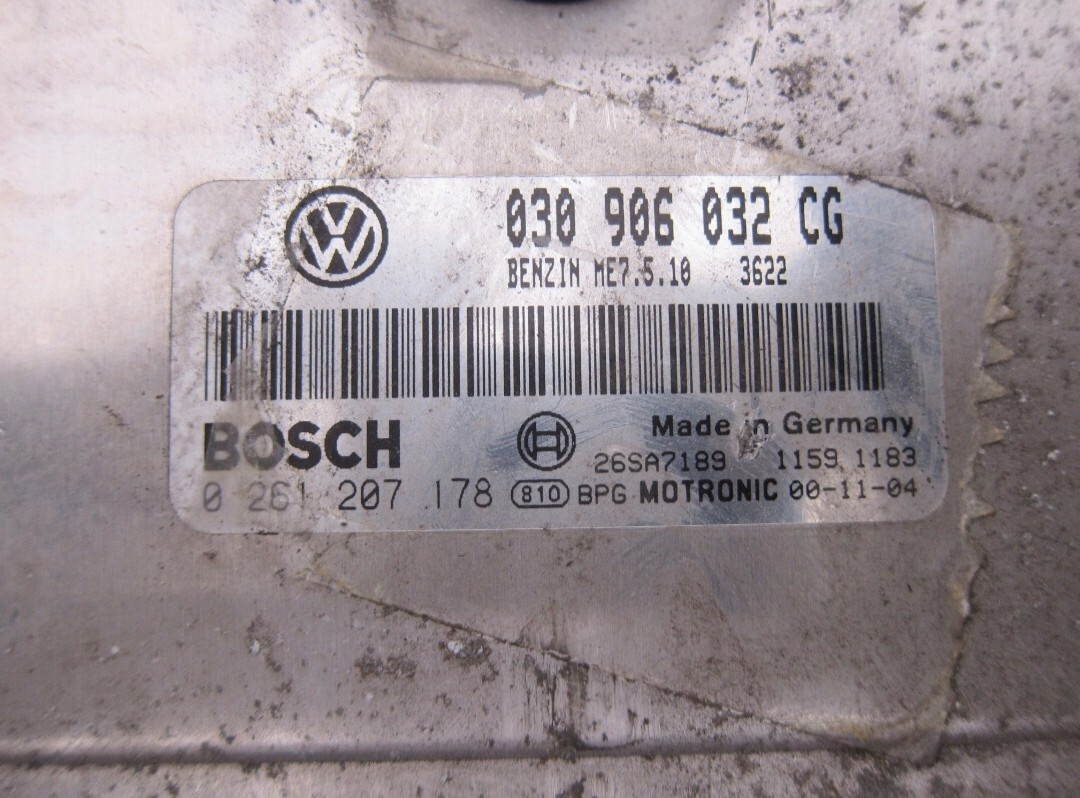 030 906 032 CG
BENZIN ME7.5.10 3622
BOSCH
Made in Germany
26SA7189 1159 1183
0 261 207 178 810 BPG MOTRONIC 00-11-04